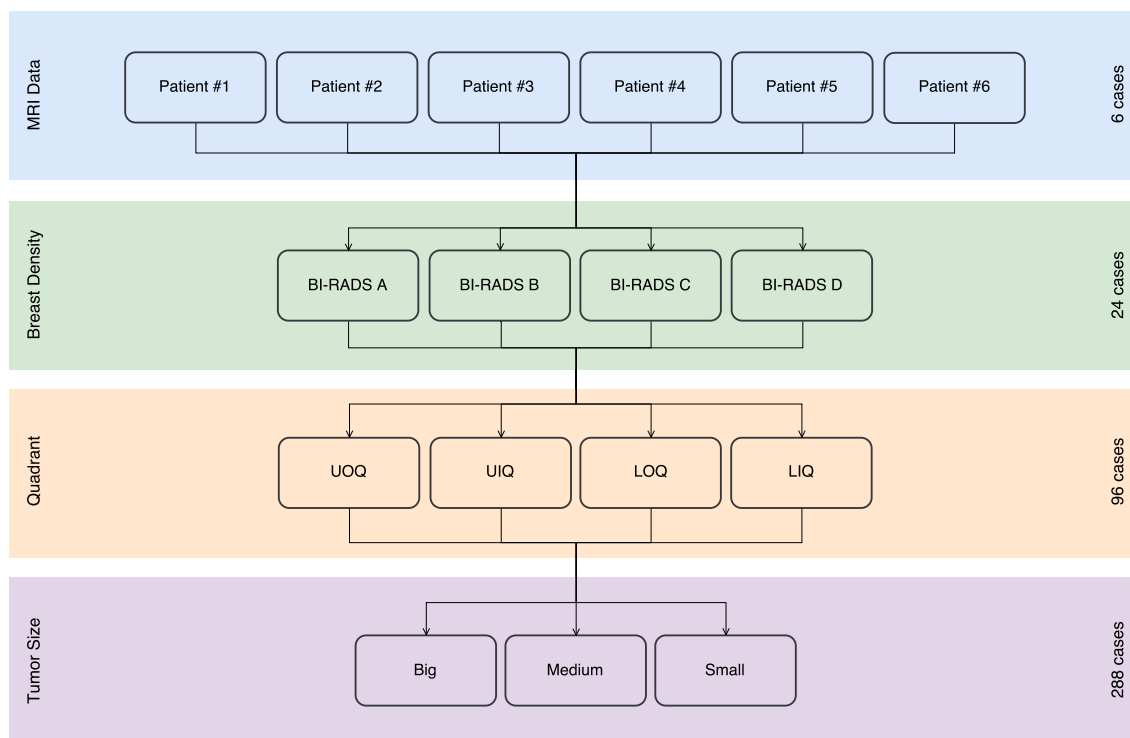 MRI Data
Patient #1
Patient #2
Patient #3
Patient #4
Patient #5
Patient #6
6 cases
Breast Density
BI-RADS A
BI-RADS B
BI-RADS C
BI-RADS D
24 cases
Quadrant
UOQ
UIQ
LOQ
LIQ
96 cases
Tumor Size
Big
Medium
Small
288 cases